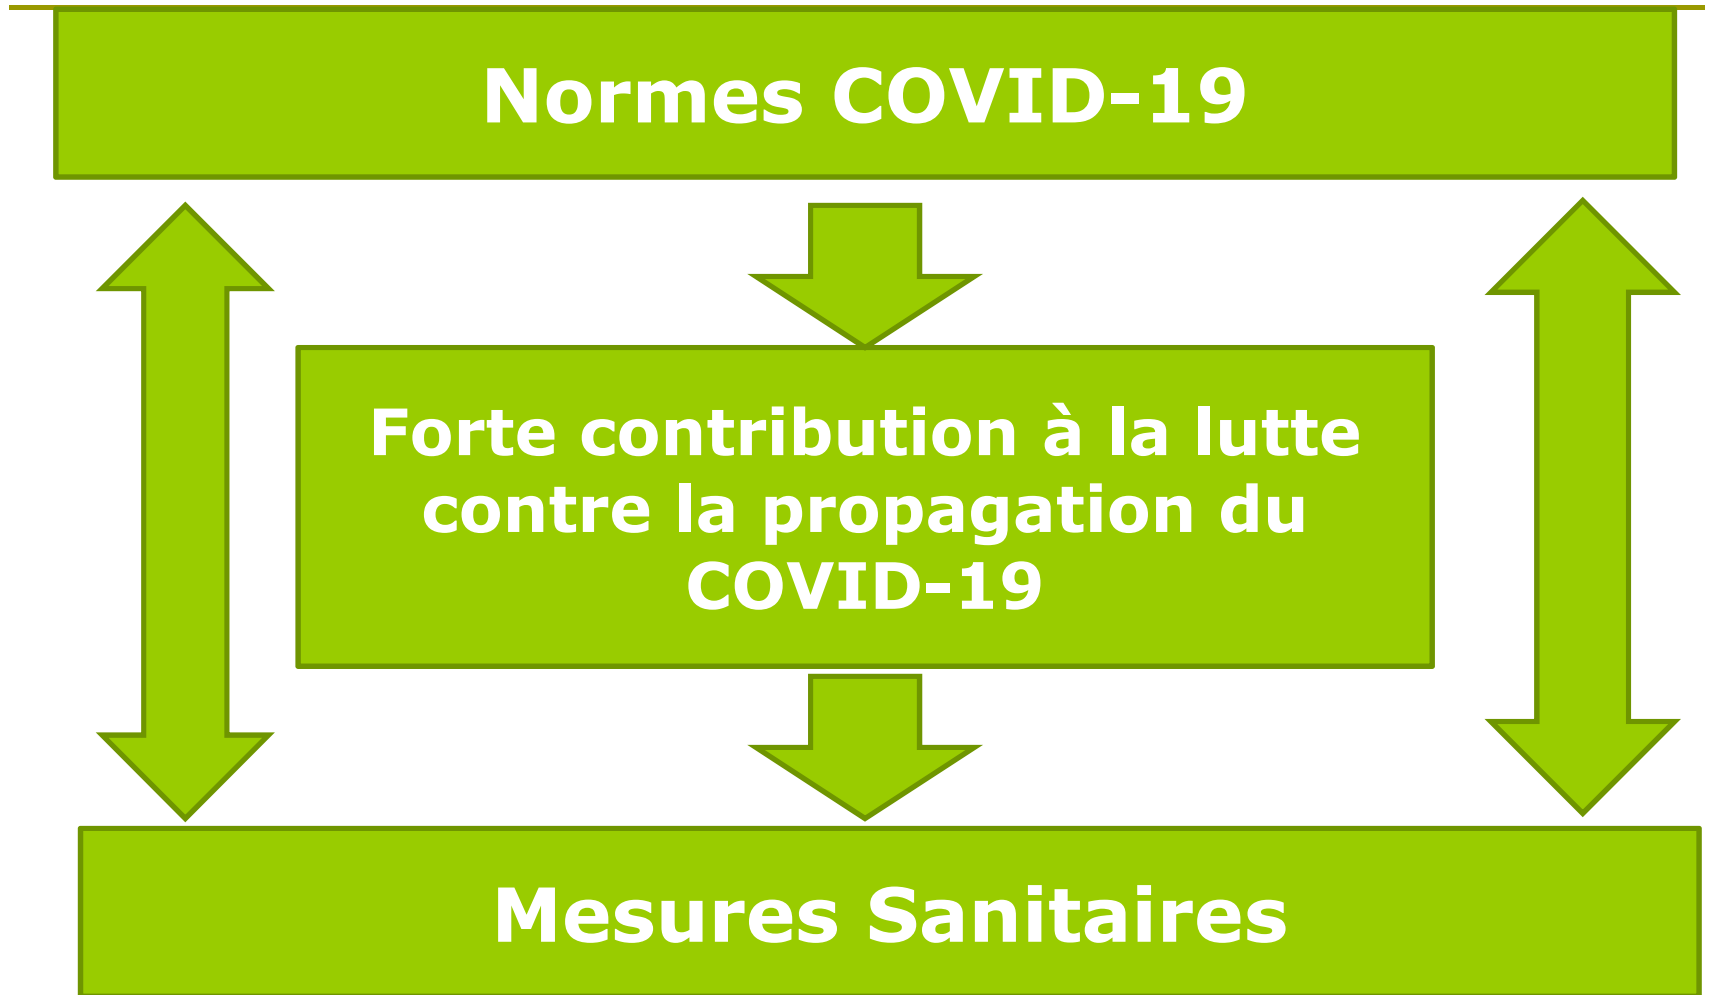 Normes COVID-19
Forte contribution à la lutte
contre la propagation du
COVID-19
Mesures Sanitaires